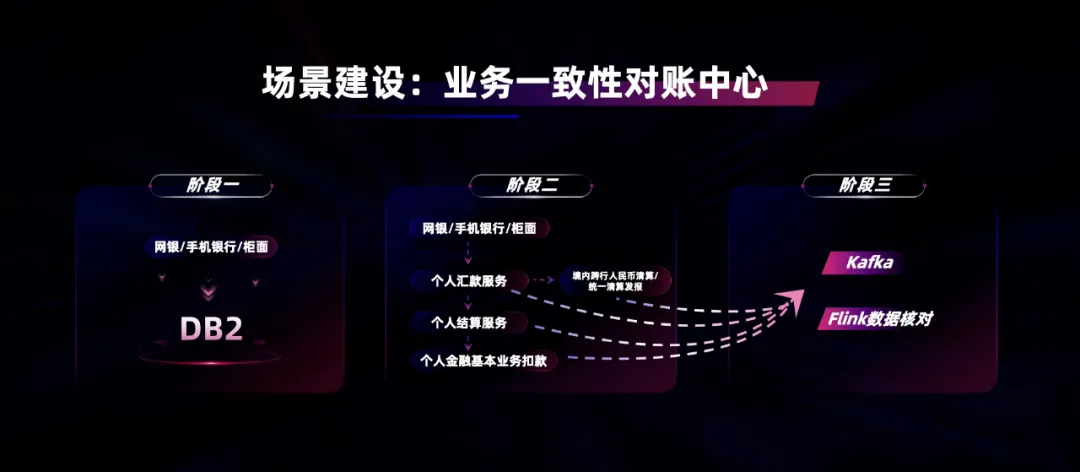 场景建设：业务一致性对账中心
阶段一
网银/手机银行/柜面
DB2
阶段二
网银/手机银行/柜面
个人汇款服务
境内跨行人民币清算/
统一清算发报
个人结算服务
个人金融基本业务扣款
阶段三
Kafka
Flink数据核对